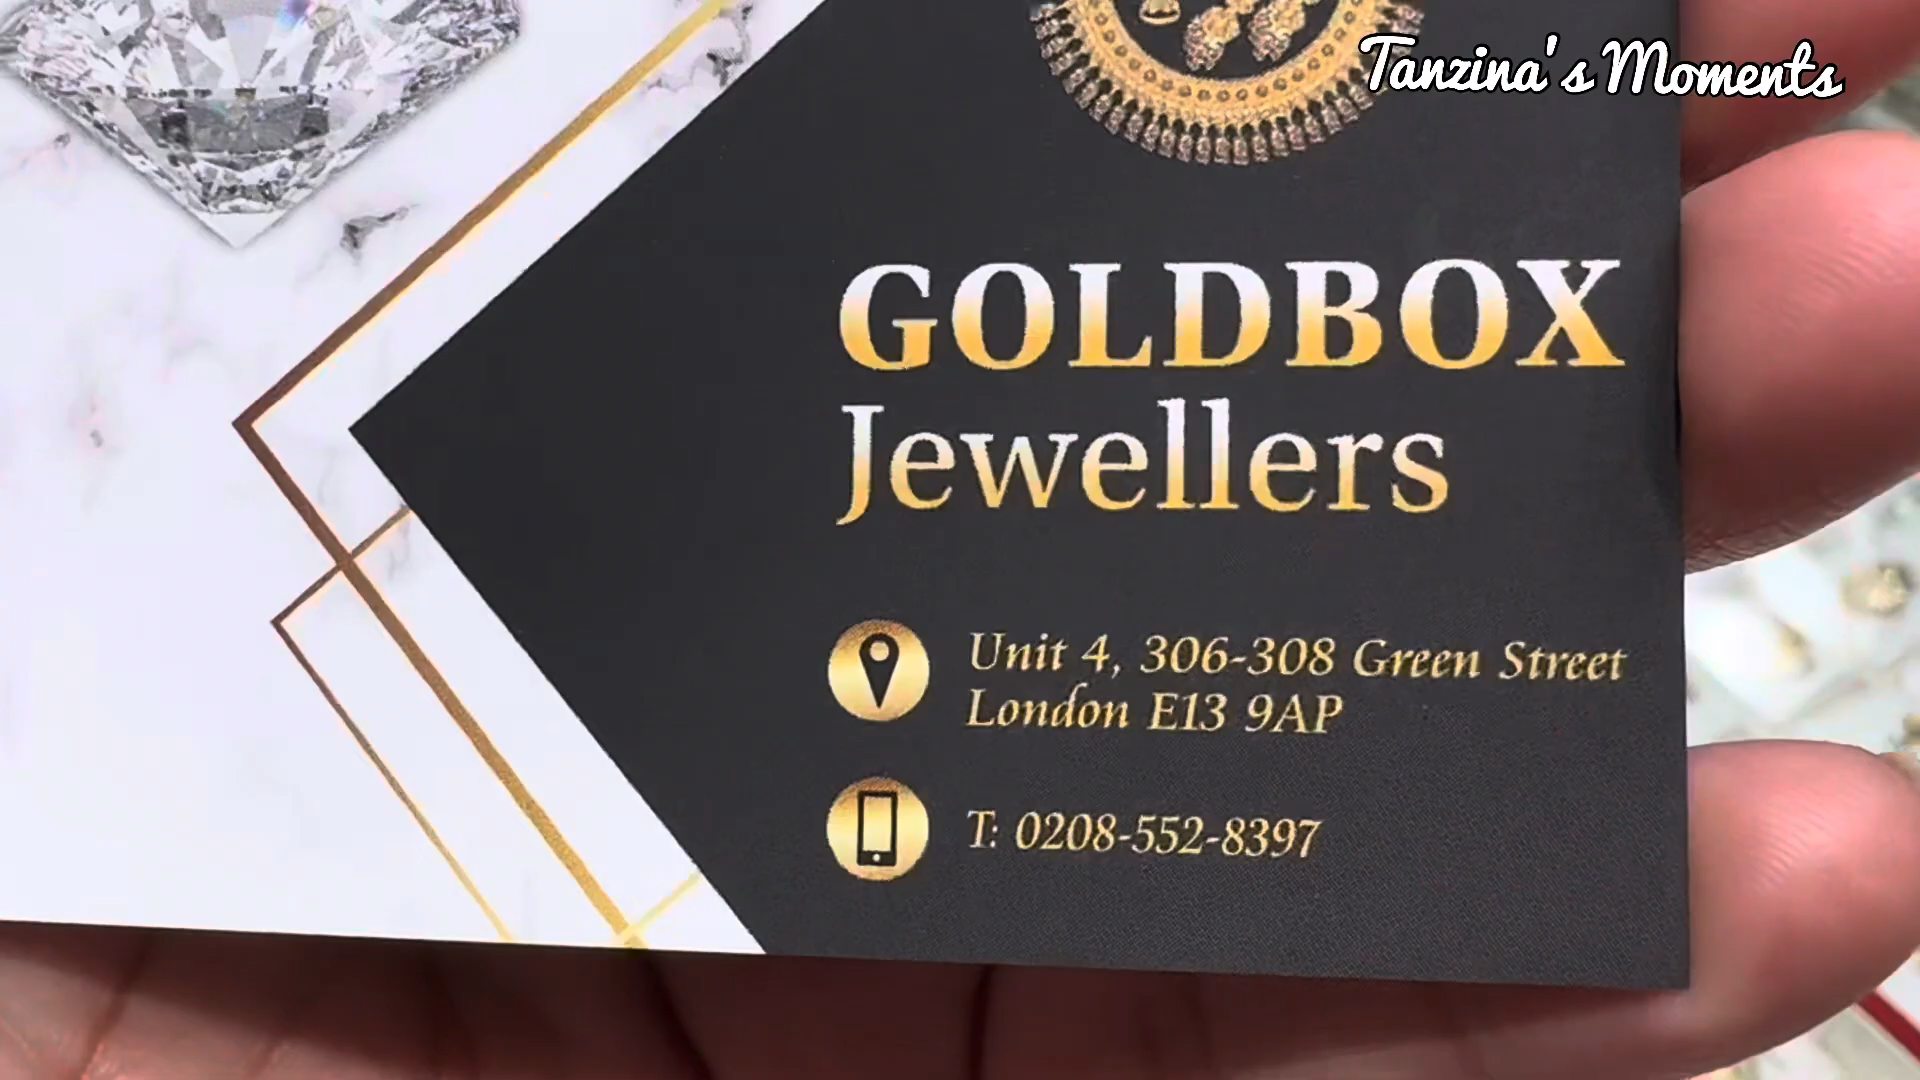 Tanzina's Moments
GOLDBOX
Jewellers
Unit 4, 306-308 Green Street
London E13 9AP
T: 0208-552-8397